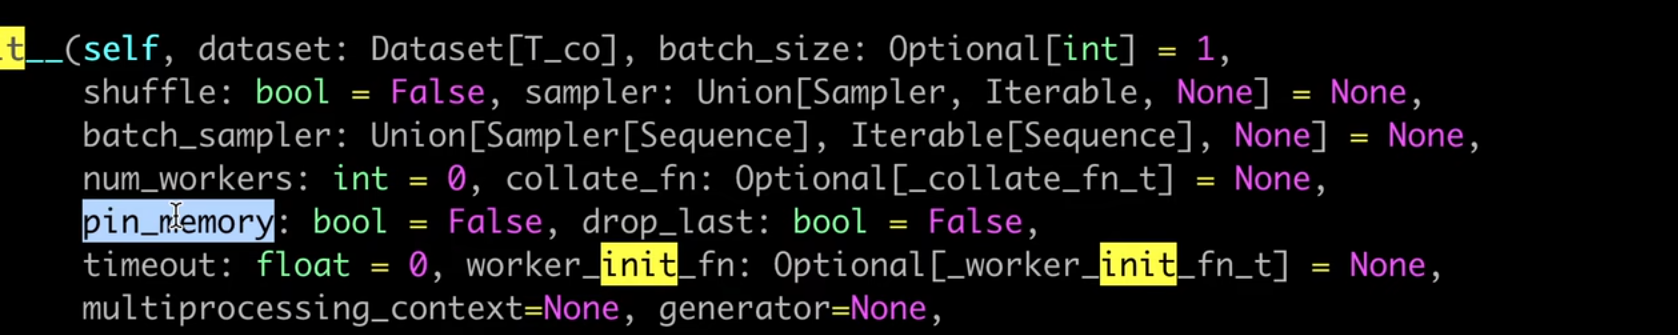 t__(self, dataset: Dataset[T_co], batch_size: Optional[int] = 1,
shuffle: bool = False, sampler: Union[Sampler, Iterable, None] = None,
batch_sampler: Union[Sampler[Sequence], Iterable[Sequence], None] = None,
num_workers: int = 0, collate_fn: Optional[_collate_fn_t] = None,
pin_memory: bool = False, drop_last: bool = False,
timeout: float = 0, worker_init_fn: Optional[_worker_init_fn_t] = None,
multiprocessing_context=None, generator=None,